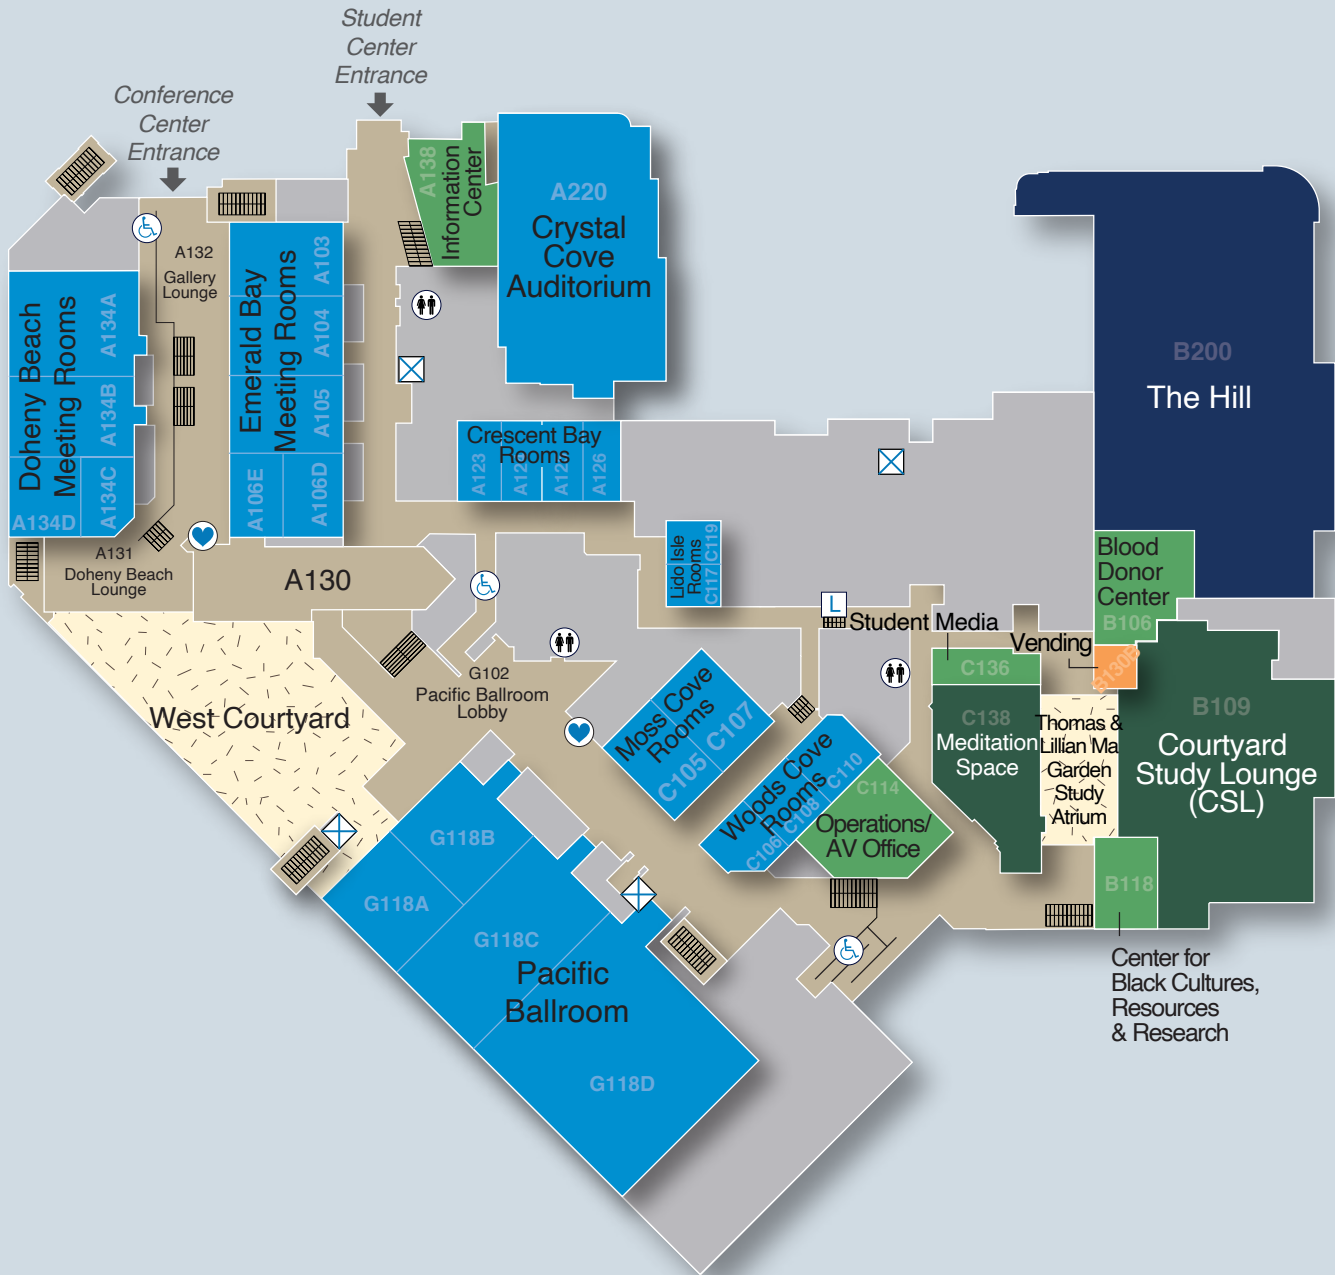 Student
Center
Entrance
Conference
Center
Entrance
A138
Information
Center
A220
Crystal
Cove
Auditorium
A132
Gallery
Lounge
A103
A104
A105
A106E
A106D
Emerald Bay
Meeting Rooms
Doheny Beach
Meeting Rooms
A134A
A134B
A134C
A134D
B200
The Hill
Crescent Bay
Rooms
A123
A126
A131
Doheny Beach
Lounge
A130
Lido Isle
Rooms
C117
C119
L
Student Media
C136
Vending
B130B
Blood
Donor
Center
B106
G102
Pacific Ballroom
Lobby
West Courtyard
Moss Cove
Rooms
C105
C107
Woods Cove
Rooms
C106
C108
C110
C114
Operations/
AV Office
C138
Meditation
Space
Thomas &
Lillian Ma
Garden
Study
Atrium
B109
Courtyard
Study Lounge
(CSL)
B118
Center for
Black Cultures,
Resources
& Research
G118B
G118A
G118C
Pacific
Ballroom
G118D